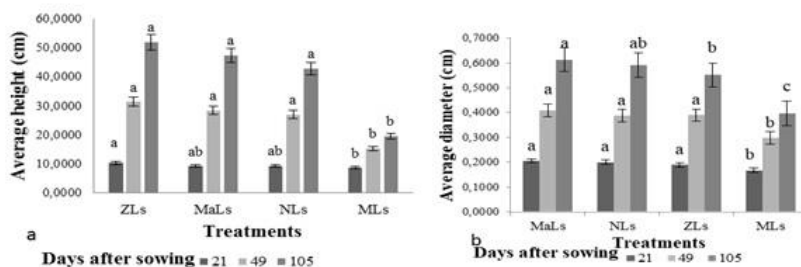 60,0000
50,0000
40,0000
30,0000
20,0000
10,0000
0,0000
Average height (cm)
a a a
a a a b b
a ab ab b
ZLs MaLs NLs MLs
Treatments
a
Days after sowing 21 49 105
0,7000
0,6000
0,5000
0,4000
0,3000
0,2000
0,1000
0,0000
Average diameter (cm)
a ab b c
a a a b
a a a a
MaLs NLs ZLs MLs
Treatments
b
Days after sowing 21 49 105